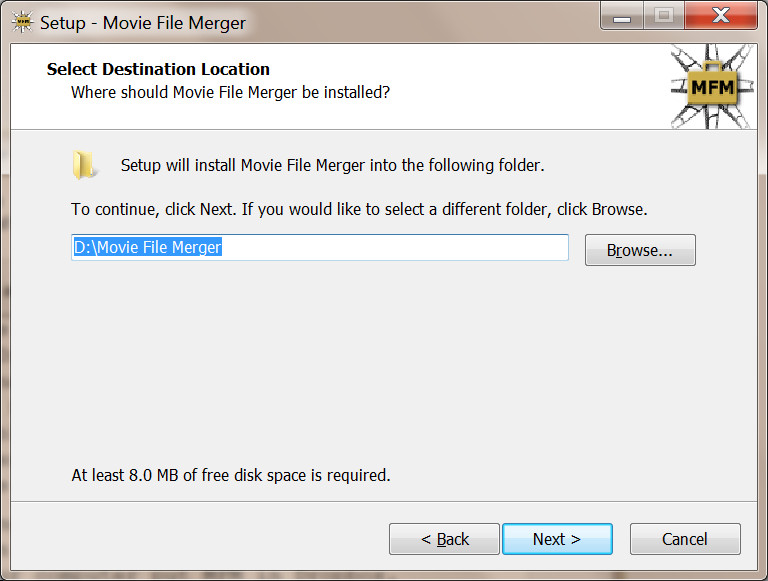 Setup - Movie File Merger
Select Destination Location
Where should Movie File Merger be installed?
MFM
Setup will install Movie File Merger into the following folder.
To continue, click Next. If you would like to select a different folder, click Browse.
D:\Movie File Merger
Browse...
At least 8.0 MB of free disk space is required.
< Back
Next >
Cancel